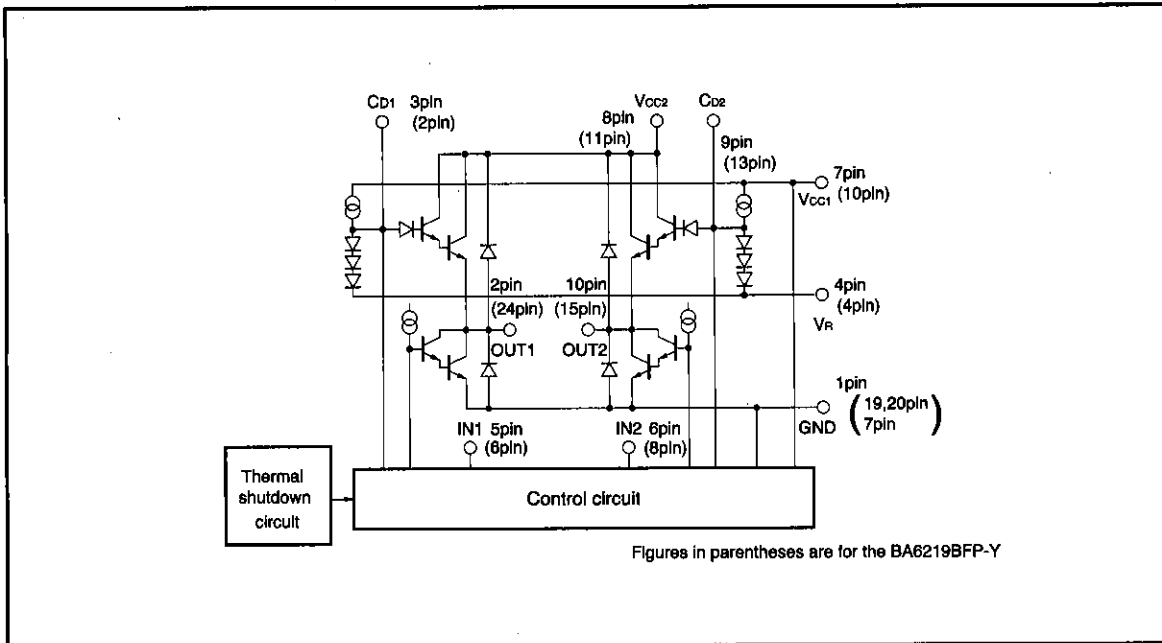 CD1 3pin
(2pin)
VCC2
8pin
(11pin)
CD2
9pin
(13pin)
7pin
VCC1 (10pin)
2pin
(24pin)
10pin
(15pin)
4pin
(4pin)
VR
OUT1
OUT2
1pin
GND (19,20pin
7pin)
IN1 5pin
(6pin)
IN2 6pin
(8pin)
Thermal
shutdown
circuit
Control circuit
Figures in parentheses are for the BA6219BFP-Y